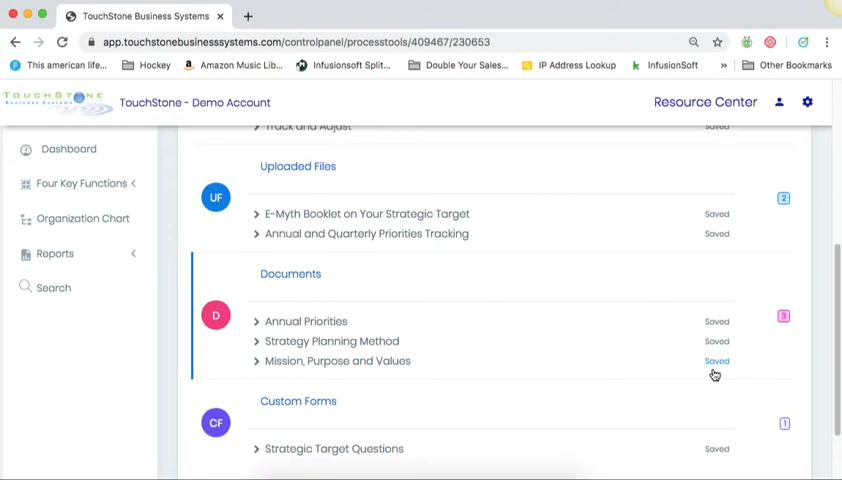 TouchStone Business Systems
app.touchstonebusinesssystems.com/controlpanel/processtools/409467/230653
This american life...
Hockey
Amazon Music Lib...
Infusionsoft Split...
Double Your Sales...
IP Address Lookup
InfusionSoft
Other Bookmarks
TOUCHSTONE
Business Systems
TouchStone - Demo Account
Resource Center
Dashboard
Four Key Functions
Organization Chart
Reports
Search
Track and Adjust
Saved
Uploaded Files
UF
2
E-Myth Booklet on Your Strategic Target
Saved
Annual and Quarterly Priorities Tracking
Saved
Documents
D
3
Annual Priorities
Saved
Strategy Planning Method
Saved
Mission, Purpose and Values
Saved
Custom Forms
CF
1
Strategic Target Questions
Saved